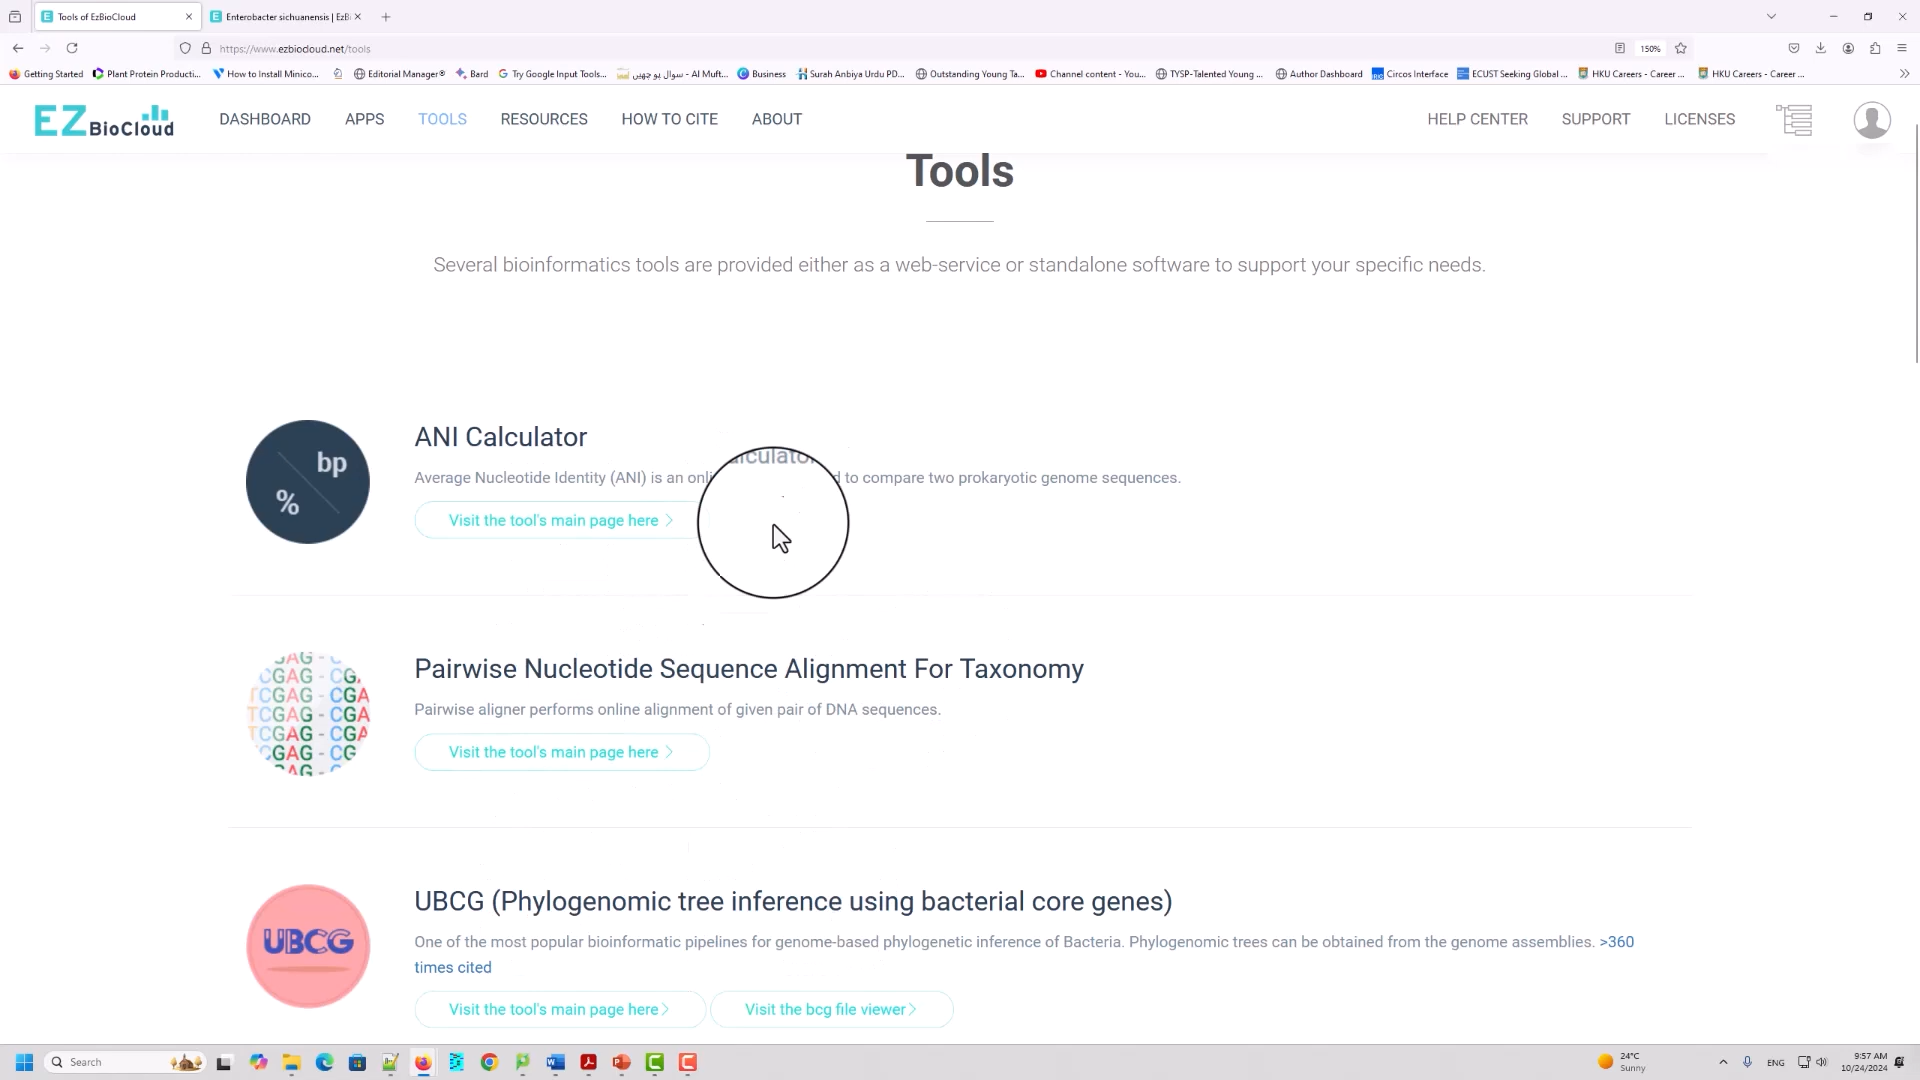 Tools of EzBioCloud
Enterobacter sichuanensis | EzBi
https://www.ezbiocloud.net/tools
150%
Getting Started
Plant Protein Producti...
How to Install Minico...
Editorial Manager®
Bard
Try Google Input Tools...
سوال پوچھیں - Al Muft...
Business
Surah Anbiya Urdu PD...
Outstanding Young Ta...
Channel content - You...
TYSP-Talented Young ...
Author Dashboard
Circos Interface
ECUST Seeking Global ...
HKU Careers - Career ...
HKU Careers - Career ...
EZBioCloud
DASHBOARD
APPS
TOOLS
RESOURCES
HOW TO CITE
ABOUT
HELP CENTER
SUPPORT
LICENSES
Tools
Several bioinformatics tools are provided either as a web-service or standalone software to support your specific needs.
bp
%
ANI Calculator
Average Nucleotide Identity (ANI) is an to compare two prokaryotic genome sequences.
Visit the tool's main page here
Pairwise Nucleotide Sequence Alignment For Taxonomy
Pairwise aligner performs online alignment of given pair of DNA sequences.
Visit the tool's main page here
UBCG
UBCG (Phylogenomic tree inference using bacterial core genes)
One of the most popular bioinformatic pipelines for genome-based phylogenetic inference of Bacteria. Phylogenomic trees can be obtained from the genome assemblies. >360
times cited
Visit the tool's main page here
Visit the bcg file viewer
Search
24°C
Sunny
ENG
9:57 AM
10/24/2024